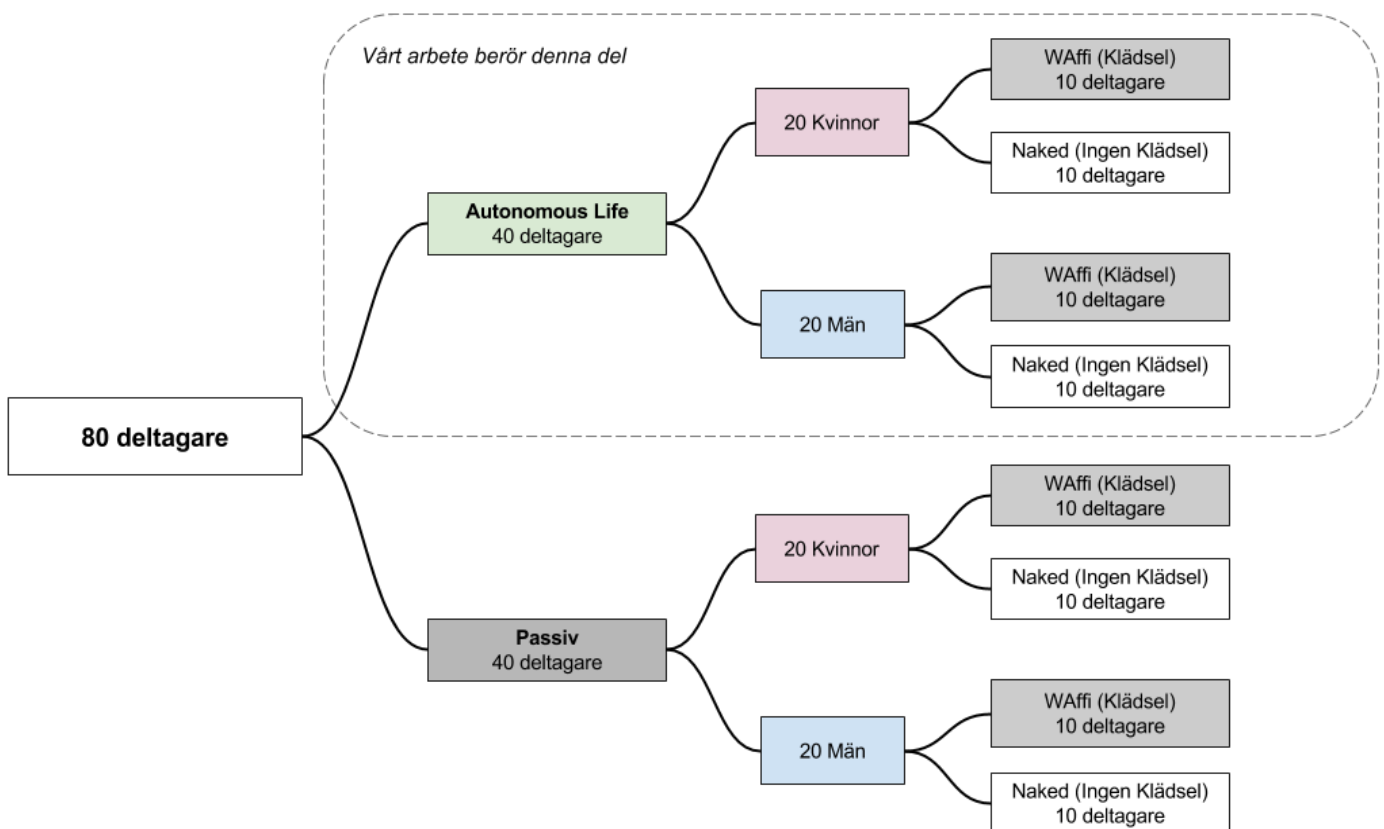 Vårt arbete berör denna del
80 deltagare
Autonomous Life
40 deltagare
20 Kvinnor
WAffi (Klädsel)
10 deltagare
Naked (Ingen Klädsel)
10 deltagare
20 Män
WAffi (Klädsel)
10 deltagare
Naked (Ingen Klädsel)
10 deltagare
Passiv
40 deltagare
20 Kvinnor
WAffi (Klädsel)
10 deltagare
Naked (Ingen Klädsel)
10 deltagare
20 Män
WAffi (Klädsel)
10 deltagare
Naked (Ingen Klädsel)
10 deltagare